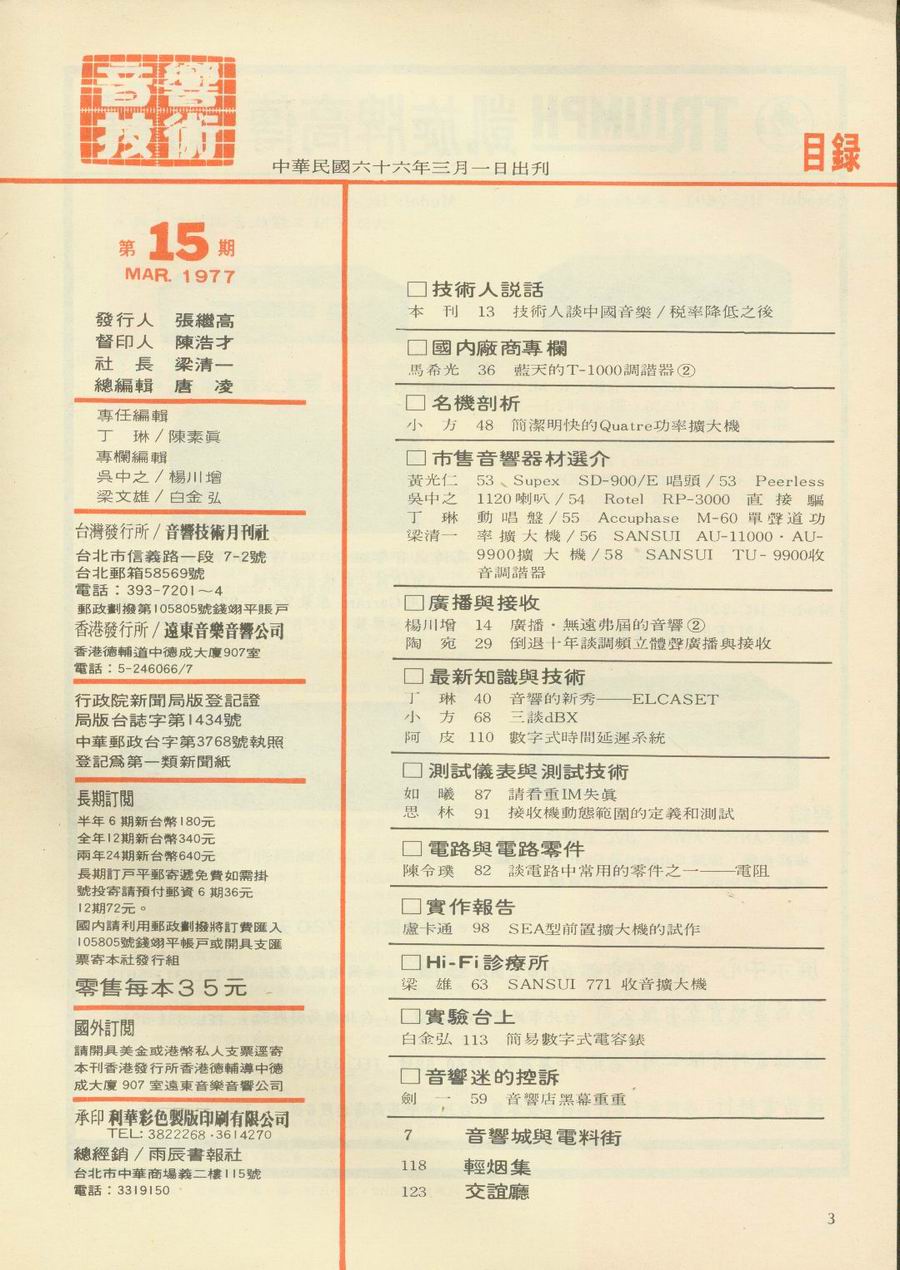 音響
技術
中華民國六十六年三月一日出刊
目録
第 15 期
MAR. 1977
發行人 張繼高
督印人 陳浩才
社 長 梁清一
總編輯 唐 凌
專任編輯
丁 琳/陳素眞
專欄編輯
吳中之/楊川增
梁文雄/白金弘
台灣發行所/音響技術月刊社
台北市信義路一段 7-2號
台北郵箱58569號
電話：393-7201～4
郵政劃撥第105805號錢翊平賬戶
香港發行所/遠東音樂音響公司
香港德輔道中德成大廈907室
電話：5-246066/7
行政院新聞局版登記證
局版台誌字第1434號
中華郵政台字第3768號執照
登記爲第一類新聞紙
長期訂閱
半年 6 期新台幣180元
全年12期新台幣340元
兩年24期新台幣640元
長期訂戶平郵寄遞免費如需掛
號投寄請預付郵資 6 期36元
12期72元。
國內請利用郵政劃撥將訂費匯入
105805號錢翊平帳戶或開具支匯
票寄本社發行組
零售每本35元
國外訂閱
請開具美金或港幣私人支票逕寄
本刊香港發行所香港德輔導中德
成大廈 907 室遠東音樂音響公司
承印 利華彩色製版印刷有限公司
TEL: 3822268·3614270
總經銷/雨辰書報社
台北市中華商場義二樓115號
電話：3319150
□技術人説話
本 刊 13 技術人談中國音樂/税率降低之後
□國内廠商專欄
馬希光 36 藍天的T-1000調諧器②
□名機剖析
小 方 48 簡潔明快的Quatre功率擴大機
□市售音響器材選介
黃光仁 53、Supex SD-900/E 唱頭/53 Peerless
吳中之 1120喇叭/54 Rotel RP-3000 直接驅
丁 琳 動唱盤/55 Accuphase M-60 單聲道功
梁清一 率擴大機/56 SANSUI AU-11000·AU-
9900擴大機/58 SANSUI TU-9900收
音調諧器
□廣播與接收
楊川增 14 廣播·無遠弗屆的音響②
陶 宛 29 倒退十年談調頻立體聲廣播與接收
□最新知識與技術
丁 琳 40 音響的新秀——ELCASET
小 方 68 三談dBX
阿 皮 110 數字式時間延遲系統
□測試儀表與測試技術
如 曦 87 請看重IM失眞
思 林 91 接收機動態範圍的定義和測試
□電路與電路零件
陳令璞 82 談電路中常用的零件之一——電阻
□實作報告
盧卡通 98 SEA型前置擴大機的試作
□Hi-Fi診療所
梁 雄 63 SANSUI 771 收音擴大機
□實驗台上
白金弘 113 簡易數字式電容錶
□音響迷的控訴
劍 一 59 音響店黑幕重重
7 音響城與電料街
118 輕烟集
123 交誼廳
3